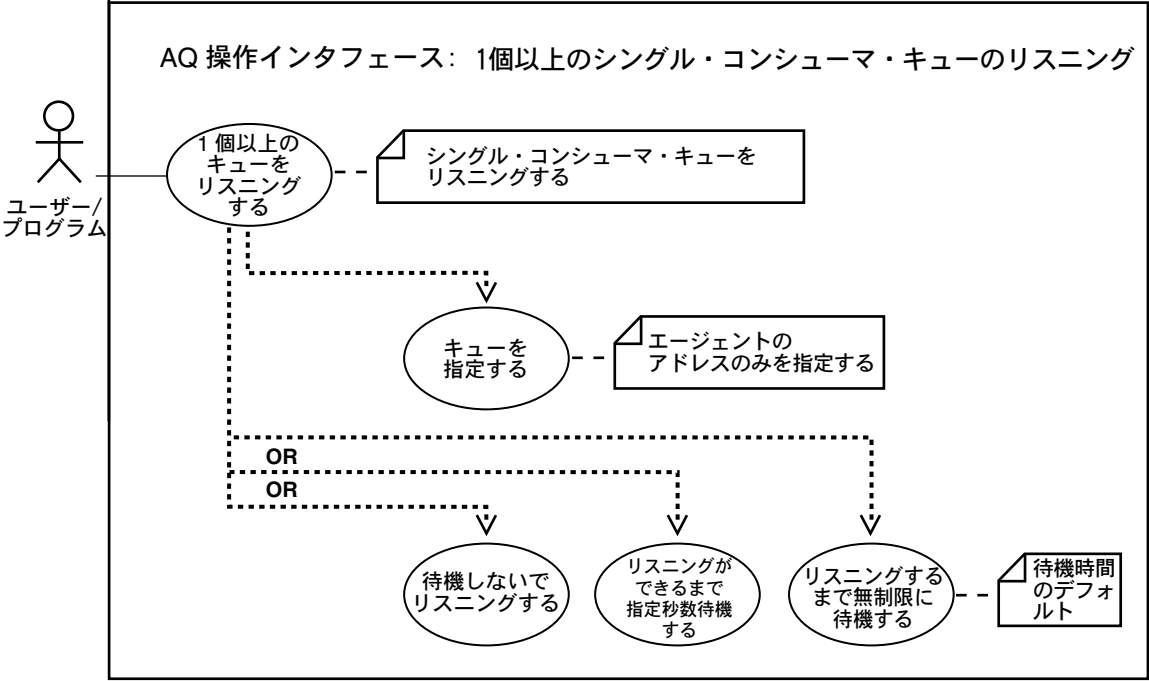 AQ 操作インタフェース: 1個以上のシングル・コンシューマ・キューのリスニング
ユーザー/
プログラム
1 個以上の
キューを
リスニング
する
シングル・コンシューマ・キューを
リスニングする
キューを
指定する
エージェントの
アドレスのみを指定する
OR
OR
待機しないで
リスニングする
リスニングが
できるまで
指定秒数待機
する
リスニングする
まで無制限に
待機する
待機時間
のデフォ
ルト